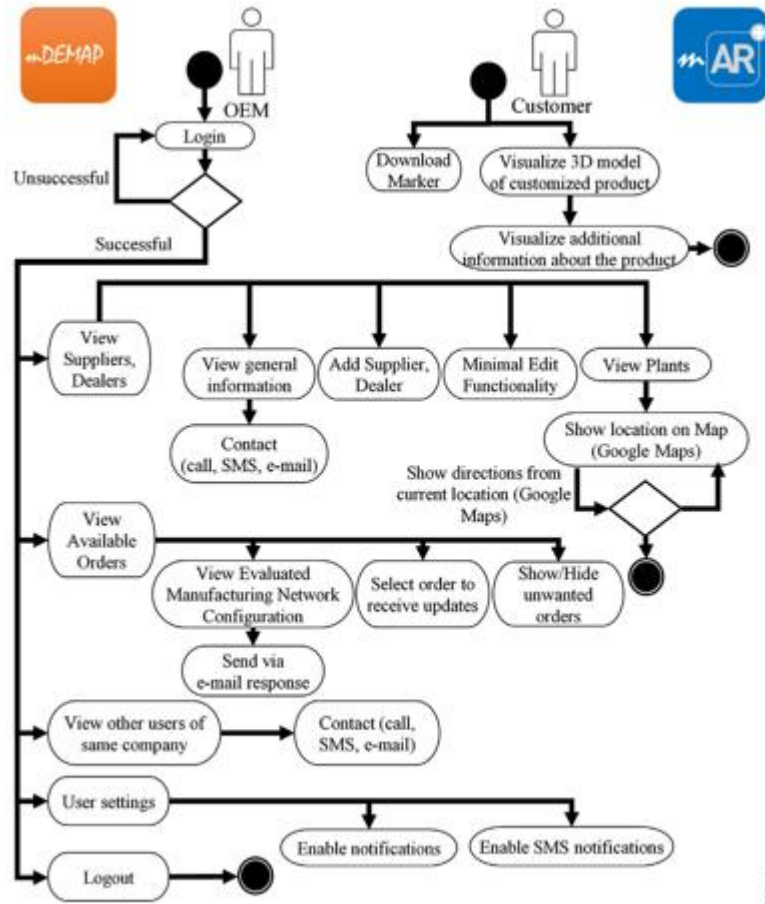 mDEMAP
OEM
Customer
mAR
Login
Unsuccessful
Successful
Download
Marker
Visualize 3D model
of customized product
Visualize additional
information about the product
View
Suppliers,
Dealers
View general
information
Add Supplier,
Dealer
Minimal Edit
Functionality
View Plants
Contact
(call, SMS, e-mail)
Show location on Map
(Google Maps)
Show directions from
current location (Google
Maps)
View
Available
Orders
View Evaluated
Manufacturing Network
Configuration
Select order to
receive updates
Show/Hide
unwanted
orders
Send via
e-mail response
View other users of
same company
Contact (call,
SMS, e-mail)
User settings
Enable notifications
Enable SMS notifications
Logout